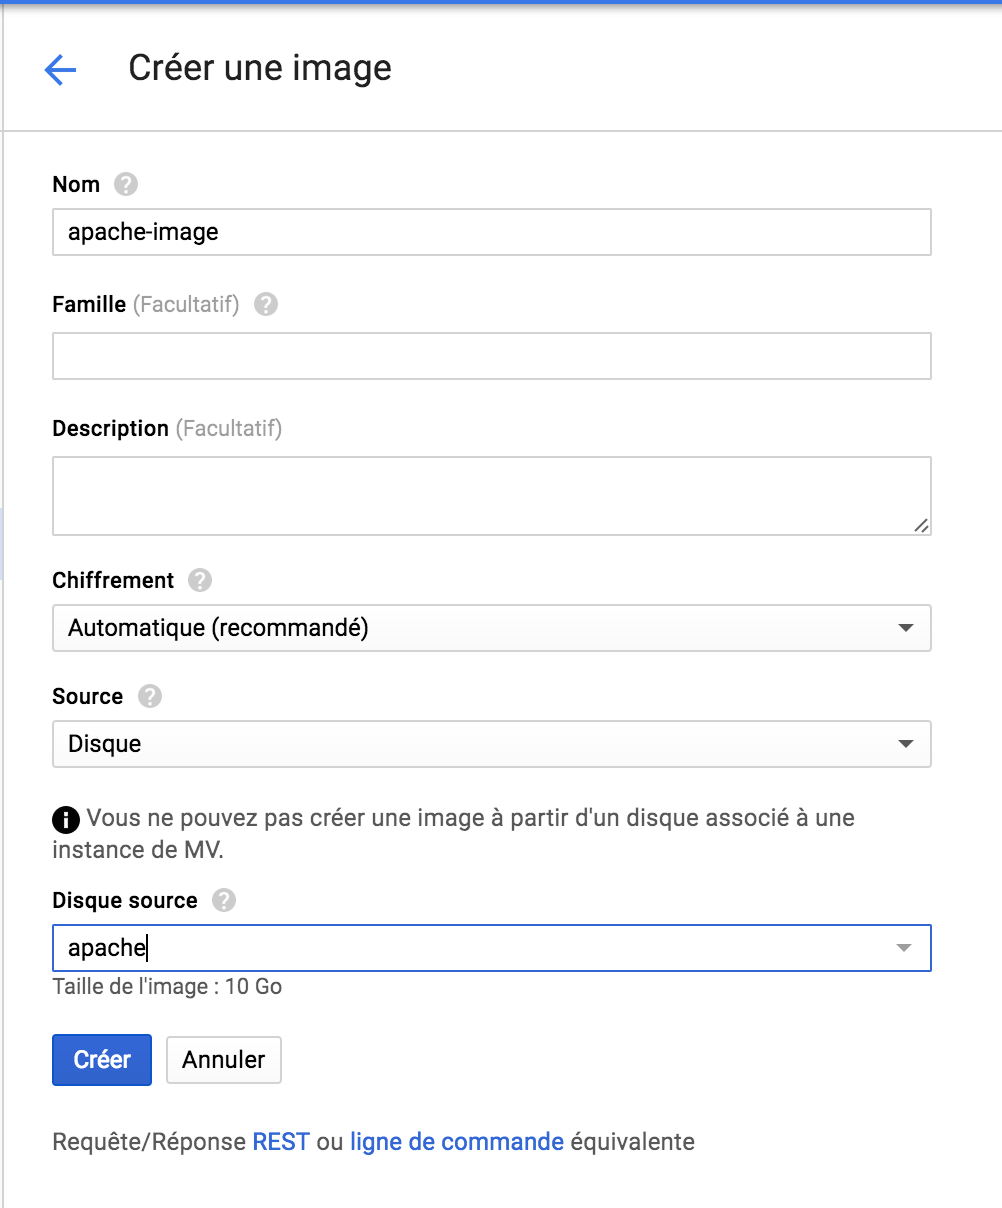 Créer une image
Nom
apache-image
Famille (Facultatif)
Description (Facultatif)
Chiffrement
Automatique (recommandé)
Source
Disque
Vous ne pouvez pas créer une image à partir d'un disque associé à une
instance de MV.
Disque source
apache
Taille de l'image : 10 Go
Créer Annuler
Requête/Réponse REST ou ligne de commande équivalente